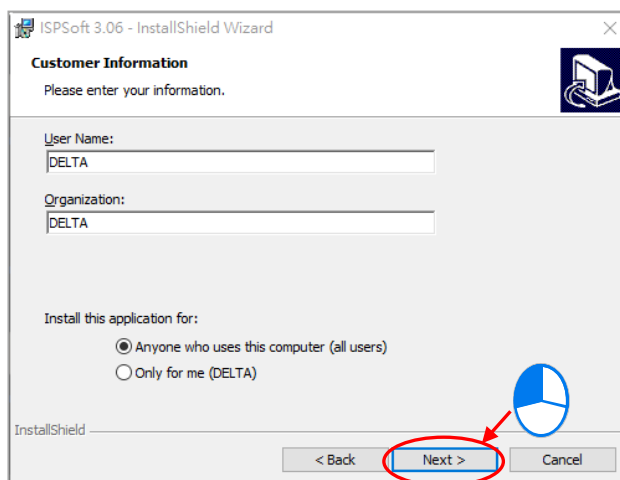 ISPSoft 3.06 - InstallShield Wizard
Customer Information
Please enter your information.
User Name:
DELTA
Organization:
DELTA
Install this application for:
Anyone who uses this computer (all users)
Only for me (DELTA)
InstallShield
< Back Next > Cancel